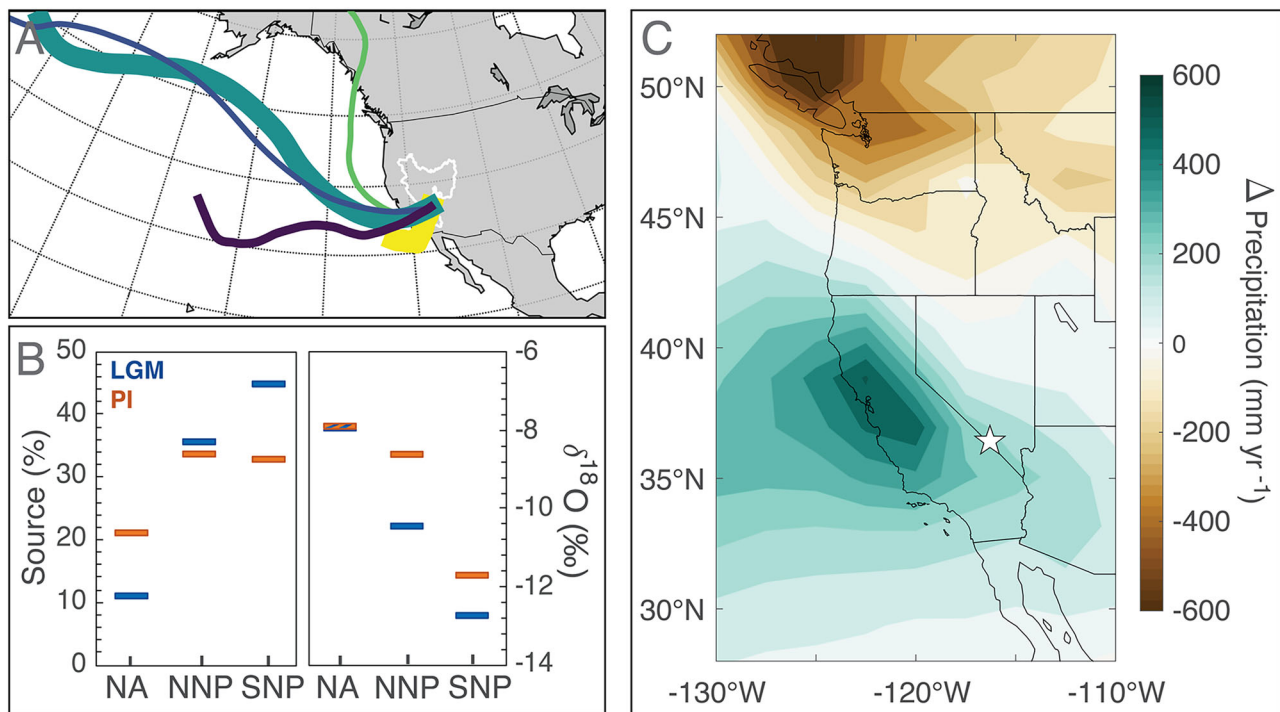 A
B
50
40
30
20
10
0
Source (%)
LGM
PI
NA NNP SNP
-6
-8
-10
-12
-14
δ18O (‰)
NA NNP SNP
C
50°N
45°N
40°N
35°N
30°N
-130°W -120°W -110°W
600
400
200
0
-200
-400
-600
Δ Precipitation (mm yr-1)